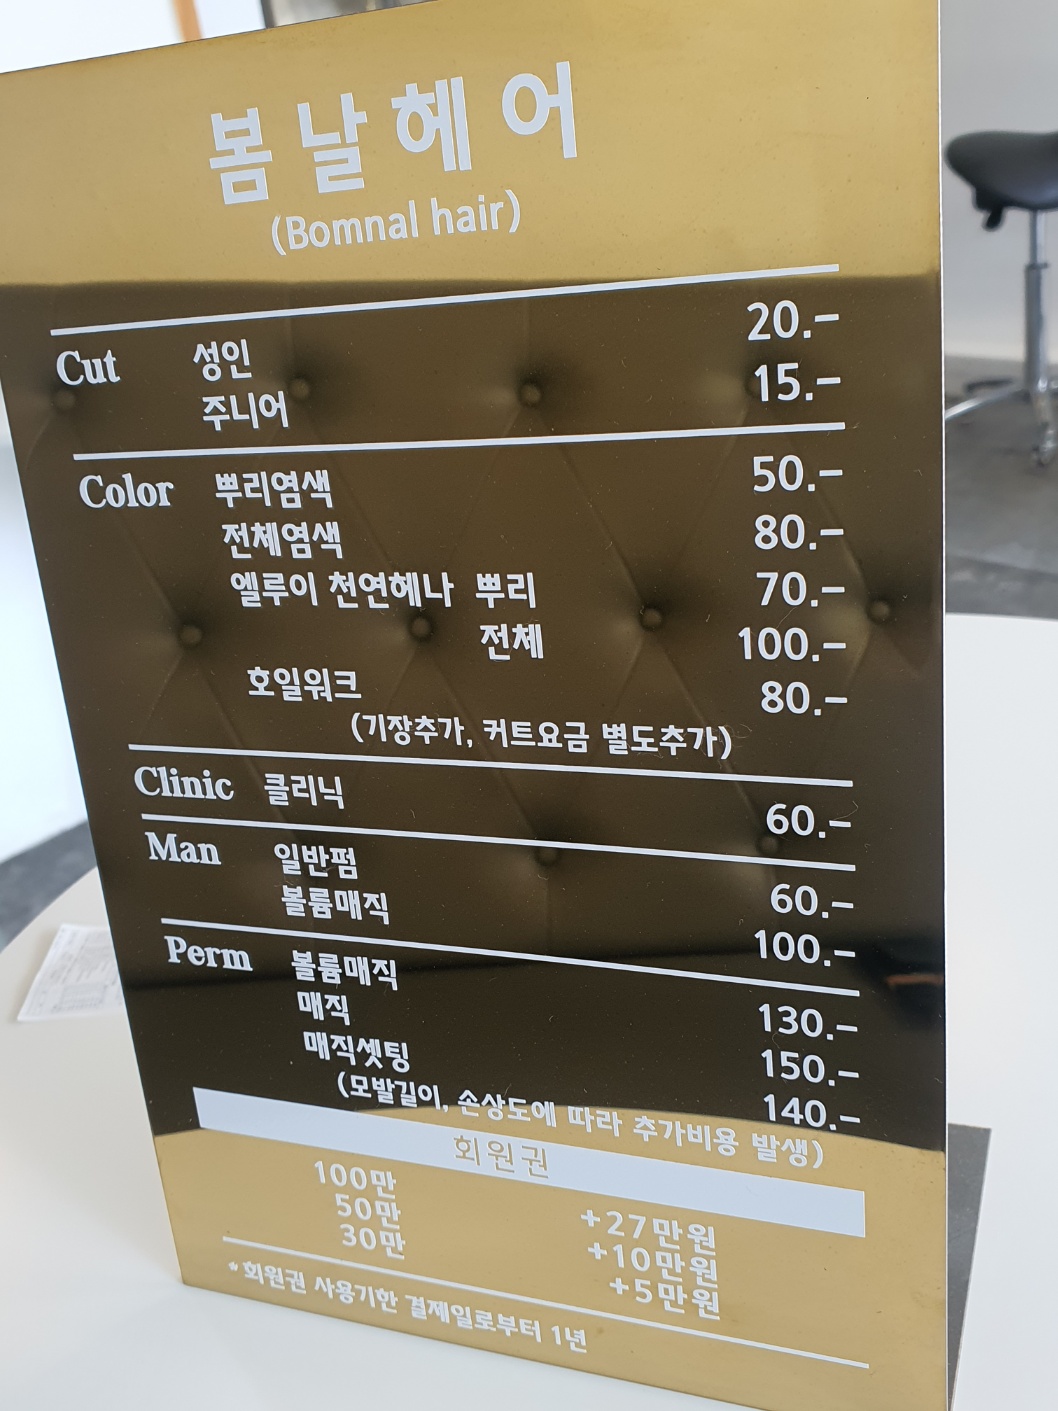 봄날헤어
(Bomnal hair)
Cut 성인 20.-
주니어 15.-
Color 뿌리염색 50.-
전체염색 80.-
엘루이 천연헤나 뿌리 70.-
전체 100.-
호일워크 80.-
(기장추가, 커트요금 별도추가)
Clinic 클리닉 60.-
Man 일반펌 60.-
볼륨매직 100.-
Perm 볼륨매직 130.-
매직 150.-
매직셋팅 140.-
(모발길이, 손상도에 따라 추가비용 발생)
회원권
100만 +27만원
50만 +10만원
30만 +5만원
*회원권 사용기한 결제일로부터 1년